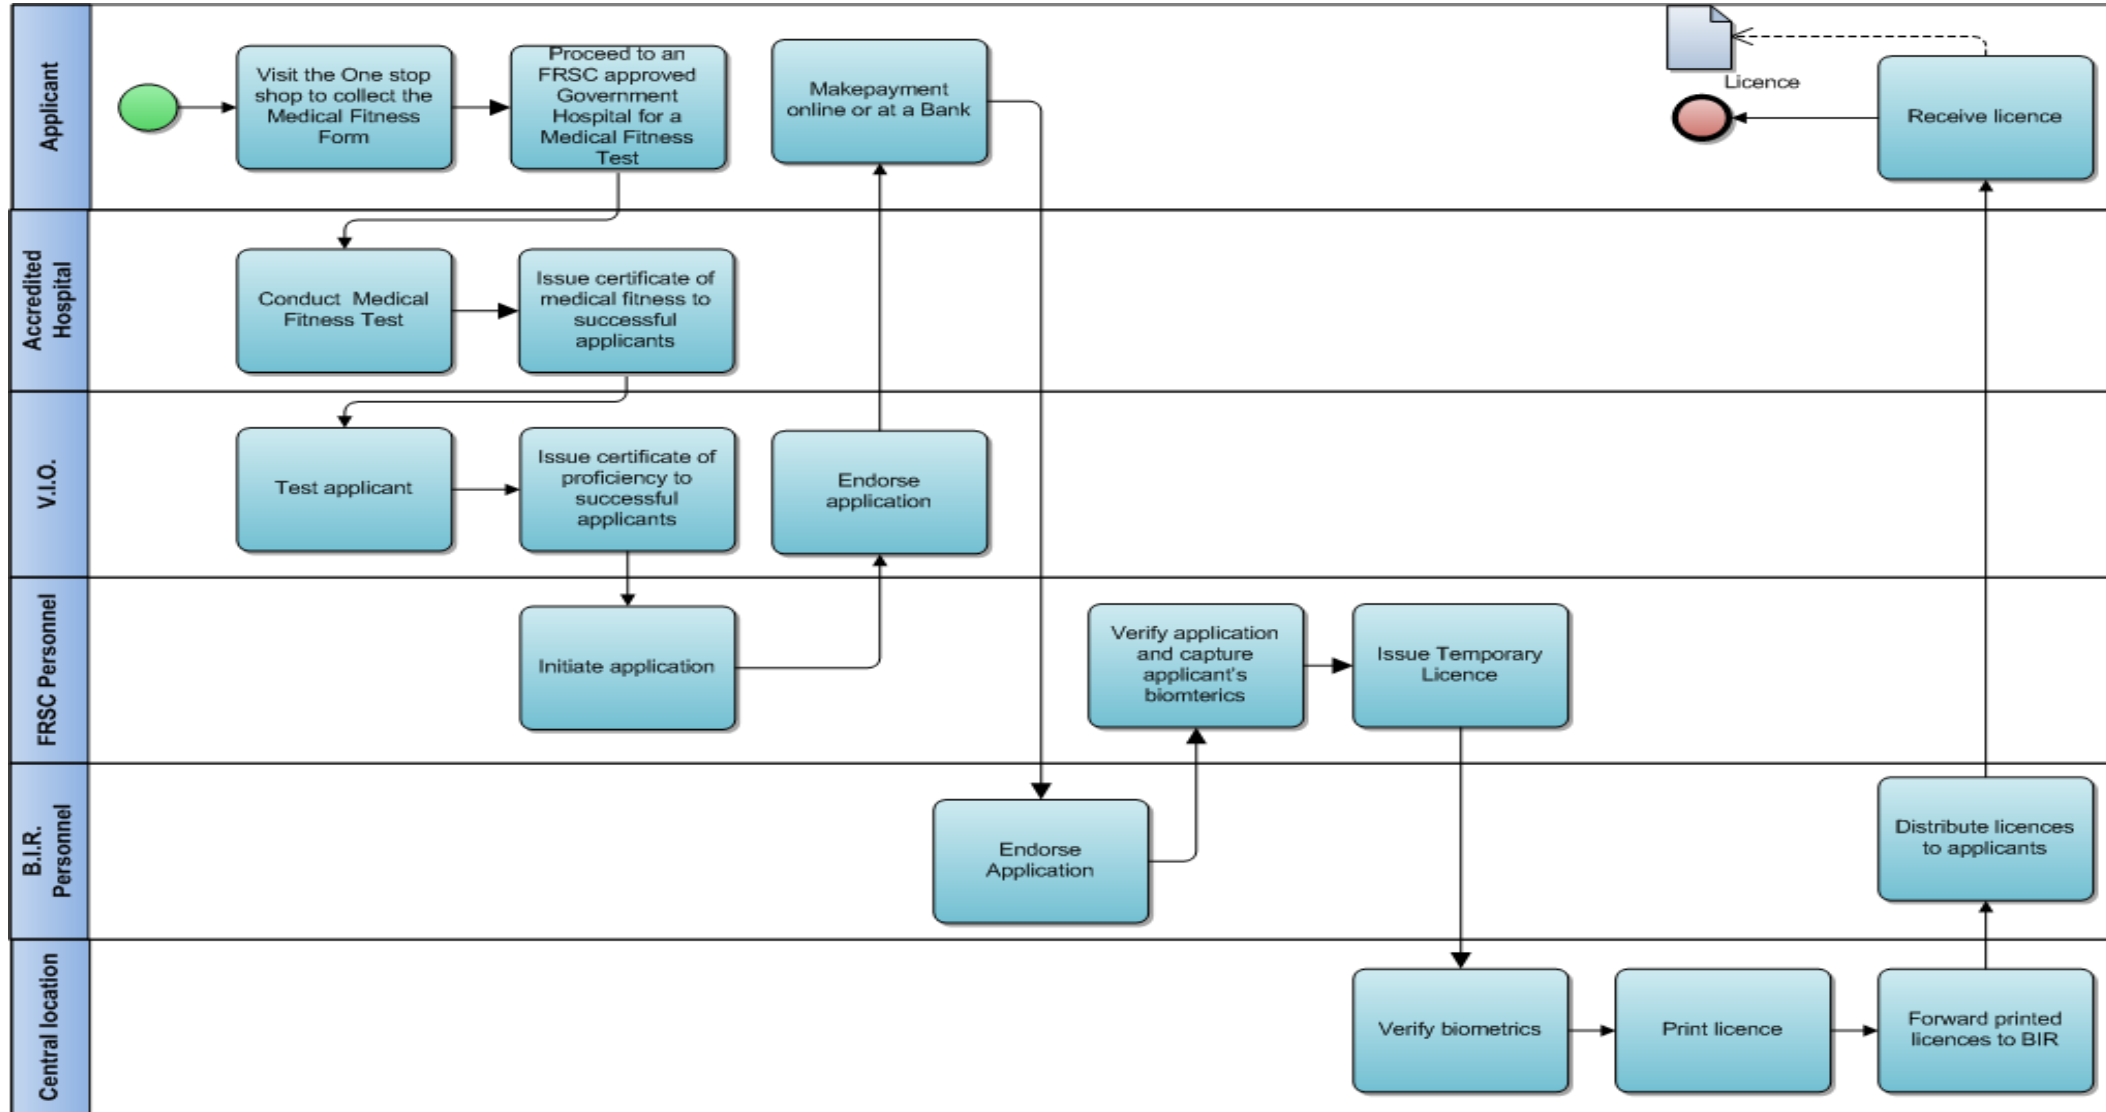 Applicant
Visit the One stop
shop to collect the
Medical Fitness
Form
Proceed to an
FRSC approved
Government
Hospital for a
Medical Fitness
Test
Makepayment
online or at a Bank
Licence
Receive licence
Accredited
Hospital
Conduct Medical
Fitness Test
Issue certificate of
medical fitness to
successful
applicants
V.I.O.
Test applicant
Issue certificate of
proficiency to
successful
applicants
Endorse
application
FRSC Personnel
Initiate application
Verify application
and capture
applicant's
biomterics
Issue Temporary
Licence
B.I.R.
Personnel
Endorse
Application
Distribute licences
to applicants
Central location
Verify biometrics
Print licence
Forward printed
licences to BIR